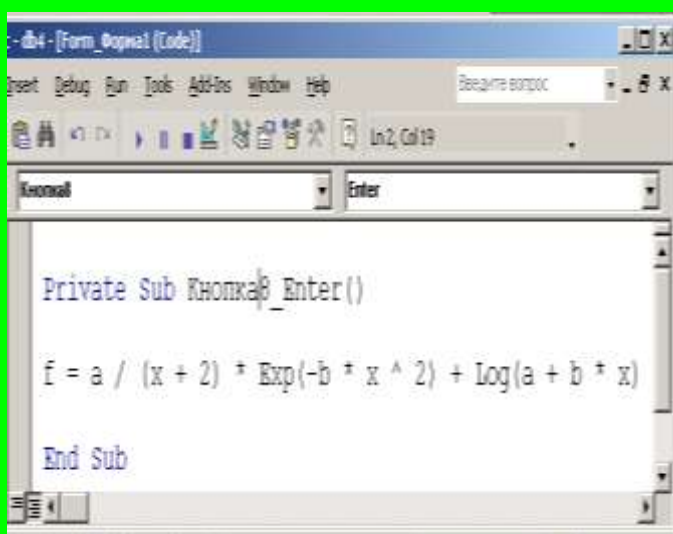 - db4 - [Form_Форма1 (Code)]
Insert Debug Run Tools Add-Ins Window Help Введите вопрос
Ln 2, Col 19
Кнопка8 Enter
Private Sub Кнопка8_Enter()
f = a / (x + 2) * Exp(-b * x ^ 2) + Log(a + b * x)
End Sub